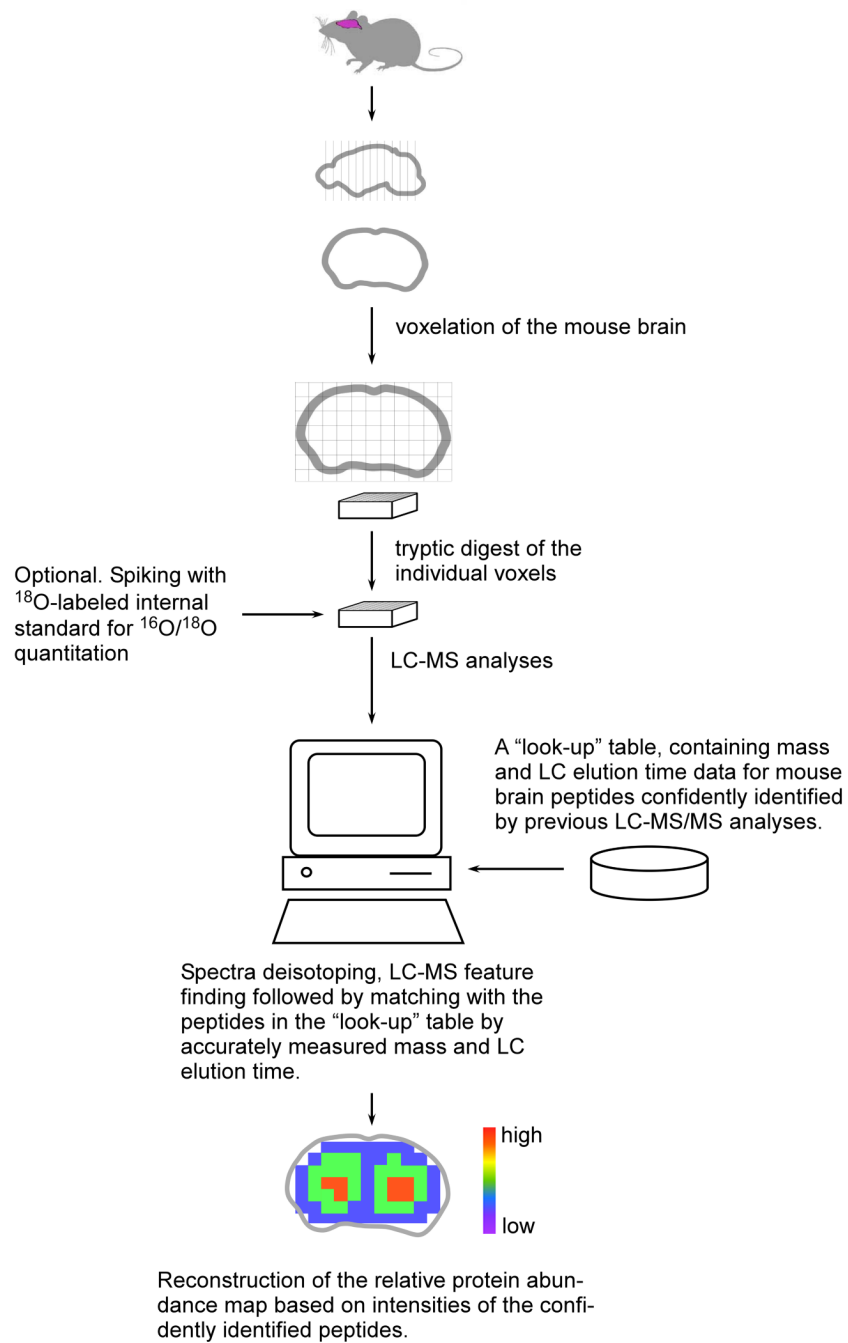 voxelation of the mouse brain
tryptic digest of the
individual voxels
Optional. Spiking with
¹⁸O-labeled internal
standard for ¹⁶O/¹⁸O
quantitation
LC-MS analyses
A “look-up” table, containing mass
and LC elution time data for mouse
brain peptides confidently identified
by previous LC-MS/MS analyses.
Spectra deisotoping, LC-MS feature
finding followed by matching with the
peptides in the “look-up” table by
accurately measured mass and LC
elution time.
high
low
Reconstruction of the relative protein abun-
dance map based on intensities of the confi-
dently identified peptides.